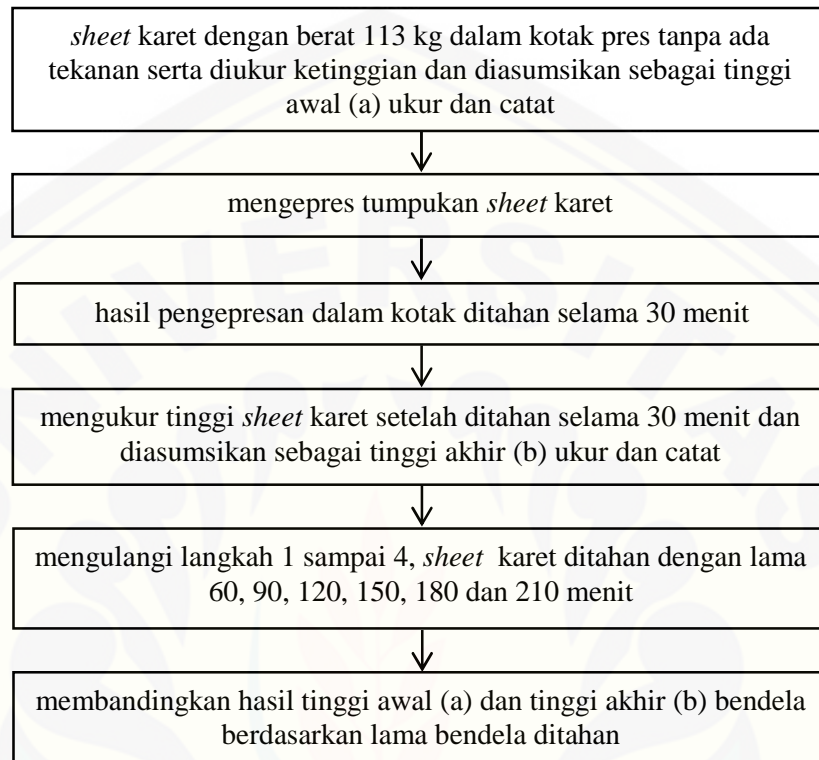 sheet karet dengan berat 113 kg dalam kotak pres tanpa ada
tekanan serta diukur ketinggian dan diasumsikan sebagai tinggi
awal (a) ukur dan catat
mengepres tumpukan sheet karet
hasil pengepresan dalam kotak ditahan selama 30 menit
mengukur tinggi sheet karet setelah ditahan selama 30 menit dan
diasumsikan sebagai tinggi akhir (b) ukur dan catat
mengulangi langkah 1 sampai 4, sheet karet ditahan dengan lama
60, 90, 120, 150, 180 dan 210 menit
membandingkan hasil tinggi awal (a) dan tinggi akhir (b) bendela
berdasarkan lama bendela ditahan
UNIVERSITAS